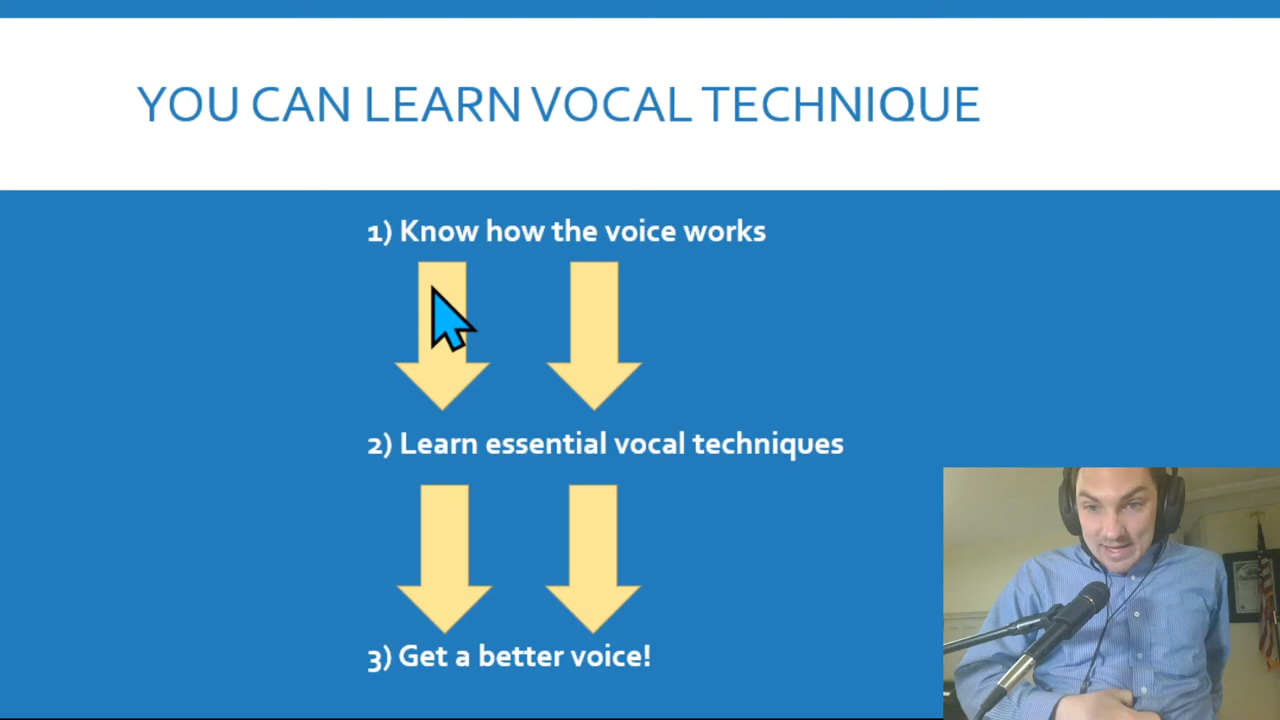 YOU CAN LEARN VOCAL TECHNIQUE
1) Know how the voice works
2) Learn essential vocal techniques
3) Get a better voice!